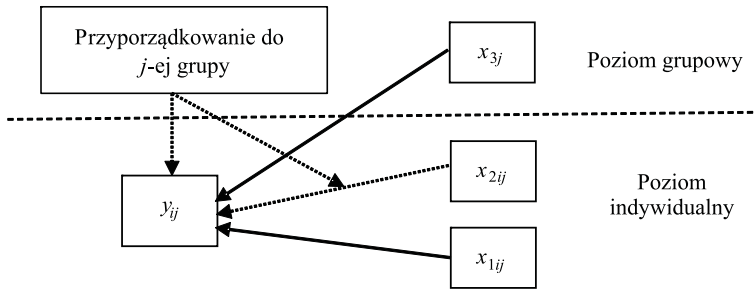 Przyporządkowanie do
j-ej grupy
x3j
Poziom grupowy
x2ij
yij
Poziom
indywidualny
x1ij